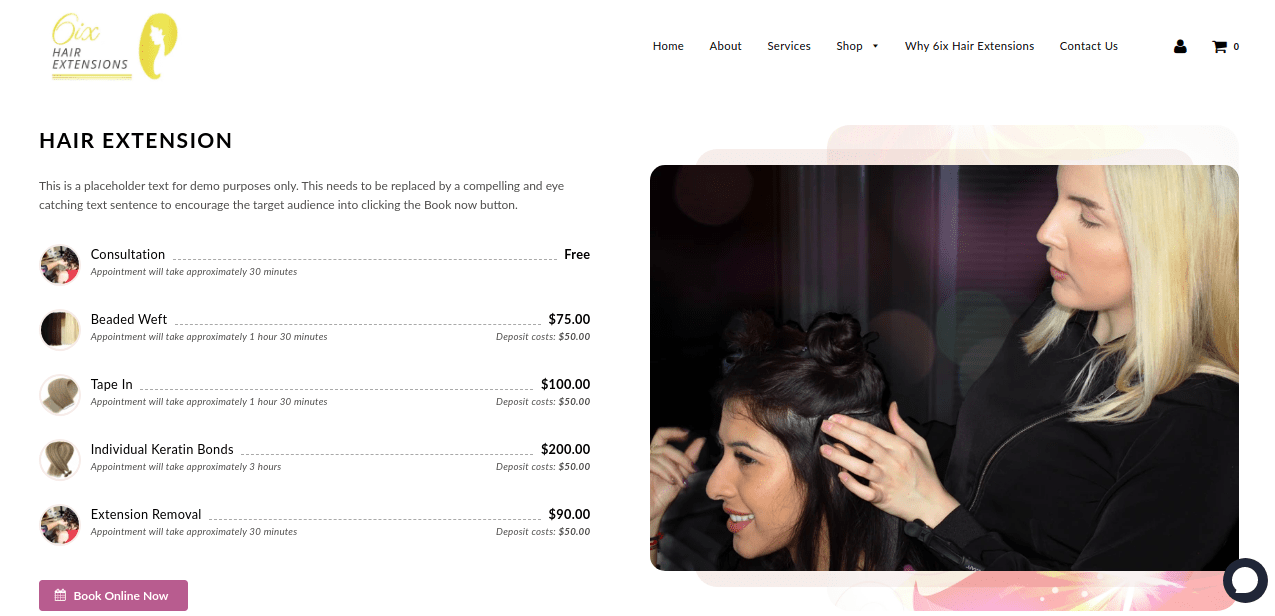 6ix
HAIR
EXTENSIONS
Home About Services Shop Why 6ix Hair Extensions Contact Us 0
HAIR EXTENSION
This is a placeholder text for demo purposes only. This needs to be replaced by a compelling and eye
catching text sentence to encourage the target audience into clicking the Book now button.
Consultation Free
Appointment will take approximately 30 minutes
Beaded Weft $75.00
Appointment will take approximately 1 hour 30 minutes Deposit costs: $50.00
Tape In $100.00
Appointment will take approximately 1 hour 30 minutes Deposit costs: $50.00
Individual Keratin Bonds $200.00
Appointment will take approximately 3 hours Deposit costs: $50.00
Extension Removal $90.00
Appointment will take approximately 30 minutes Deposit costs: $50.00
Book Online Now